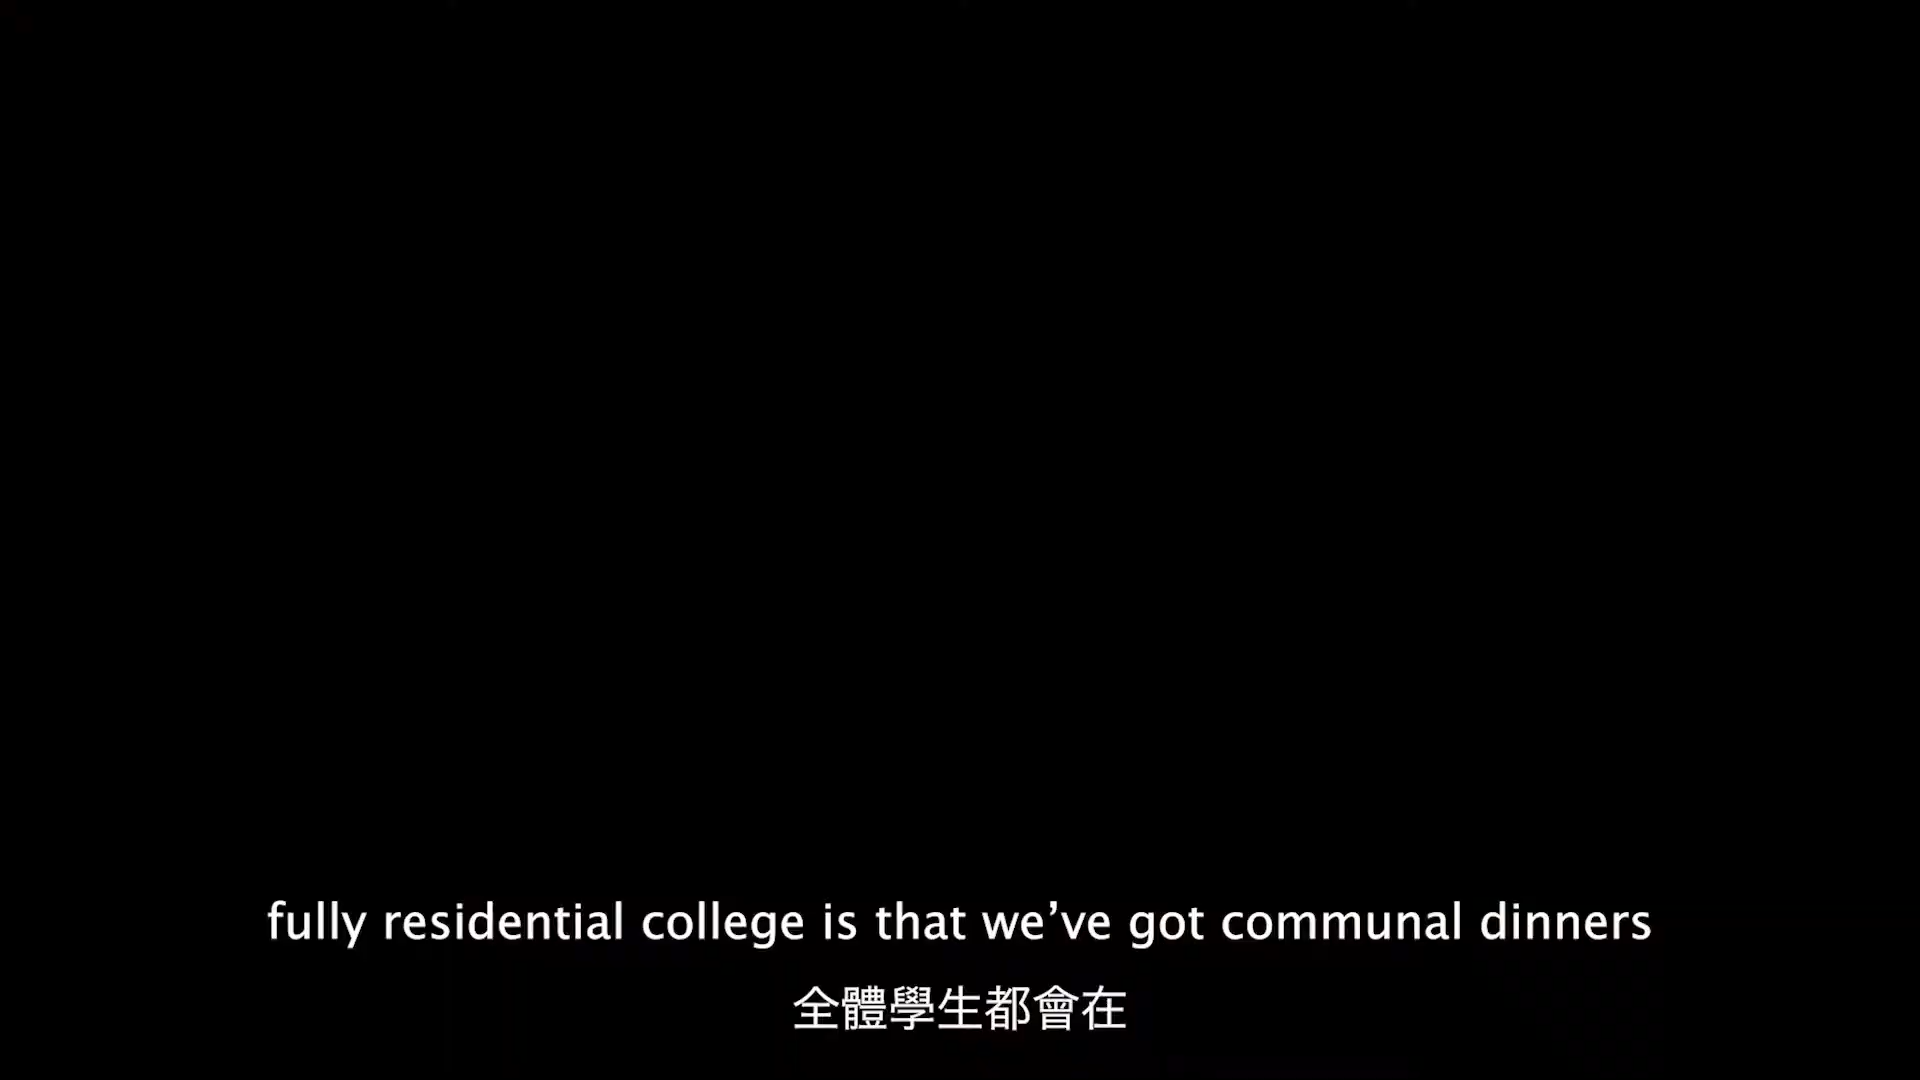 fully residential college is that we’ve got communal dinners
全體學生都會在